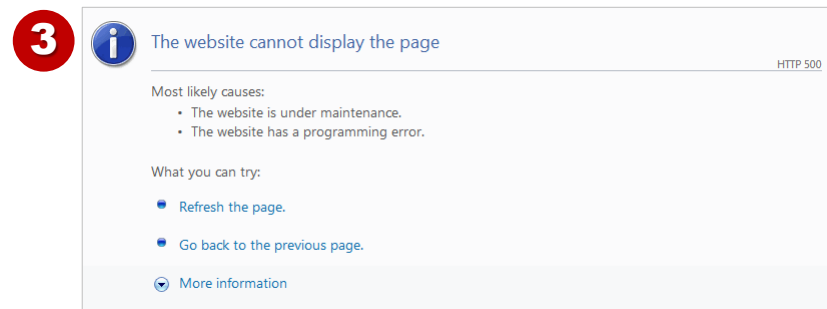 3
The website cannot display the page
HTTP 500
Most likely causes:
• The website is under maintenance.
• The website has a programming error.
What you can try:
Refresh the page.
Go back to the previous page.
More information